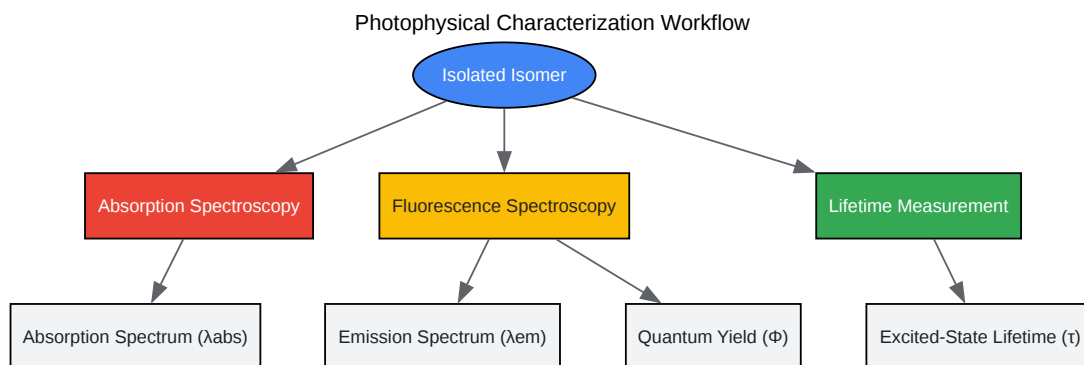 Photophysical Characterization Workflow
Isolated Isomer
Absorption Spectroscopy
Fluorescence Spectroscopy
Lifetime Measurement
Absorption Spectrum (λabs)
Emission Spectrum (λem)
Quantum Yield (Φ)
Excited-State Lifetime (τ)